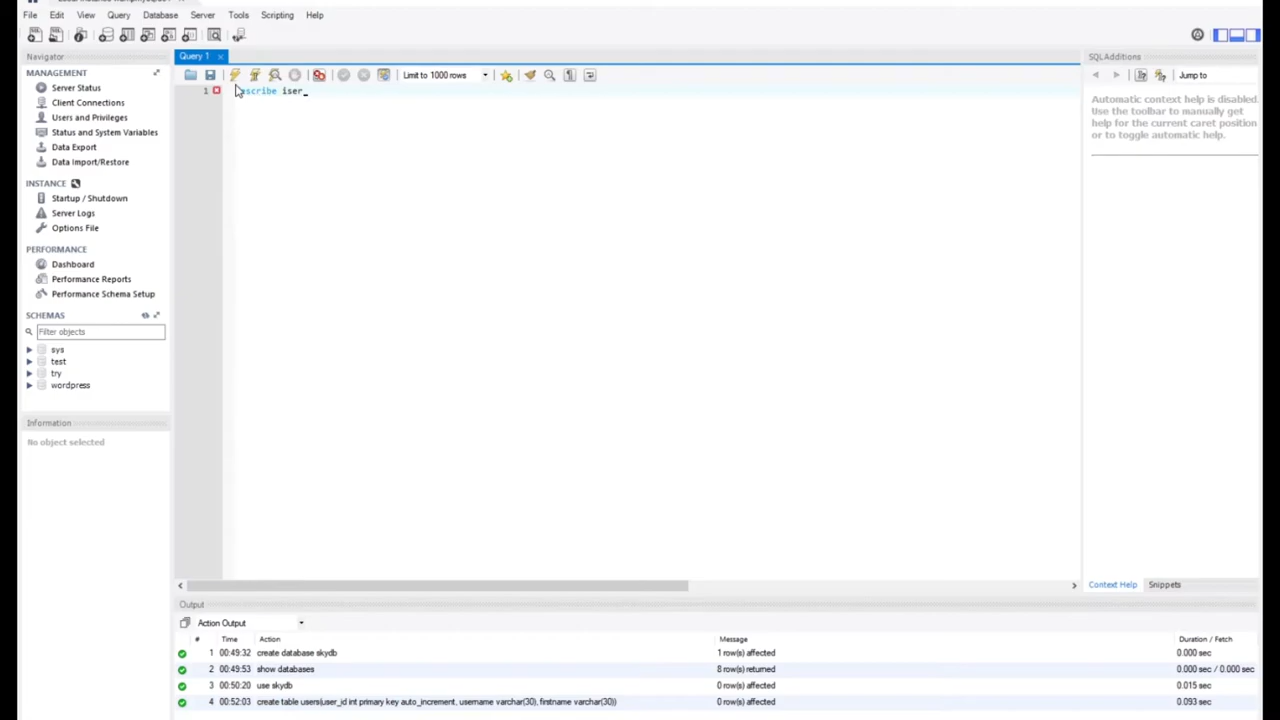 File Edit View Query Database Server Tools Scripting Help
Navigator
MANAGEMENT
Server Status
Client Connections
Users and Privileges
Status and System Variables
Data Export
Data Import/Restore
INSTANCE
Startup / Shutdown
Server Logs
Options File
PERFORMANCE
Dashboard
Performance Reports
Performance Schema Setup
SCHEMAS
Filter objects
sys
test
try
wordpress
Information
No object selected
Query 1
Limit to 1000 rows
1 escribe iser_
SQLAdditions
Jump to
Automatic context help is disabled.
Use the toolbar to manually get
help for the current caret position
or to toggle automatic help.
Context Help Snippets
Output
Action Output
# Time Action Message Duration / Fetch
1 00:49:32 create database skydb 1 row(s) affected 0.000 sec
2 00:49:53 show databases 8 row(s) returned 0.000 sec / 0.000 sec
3 00:50:20 use skydb 0 row(s) affected 0.015 sec
4 00:52:03 create table users(user_id int primary key auto_increment, username varchar(30), firstname varchar(30)) 0 row(s) affected 0.093 sec